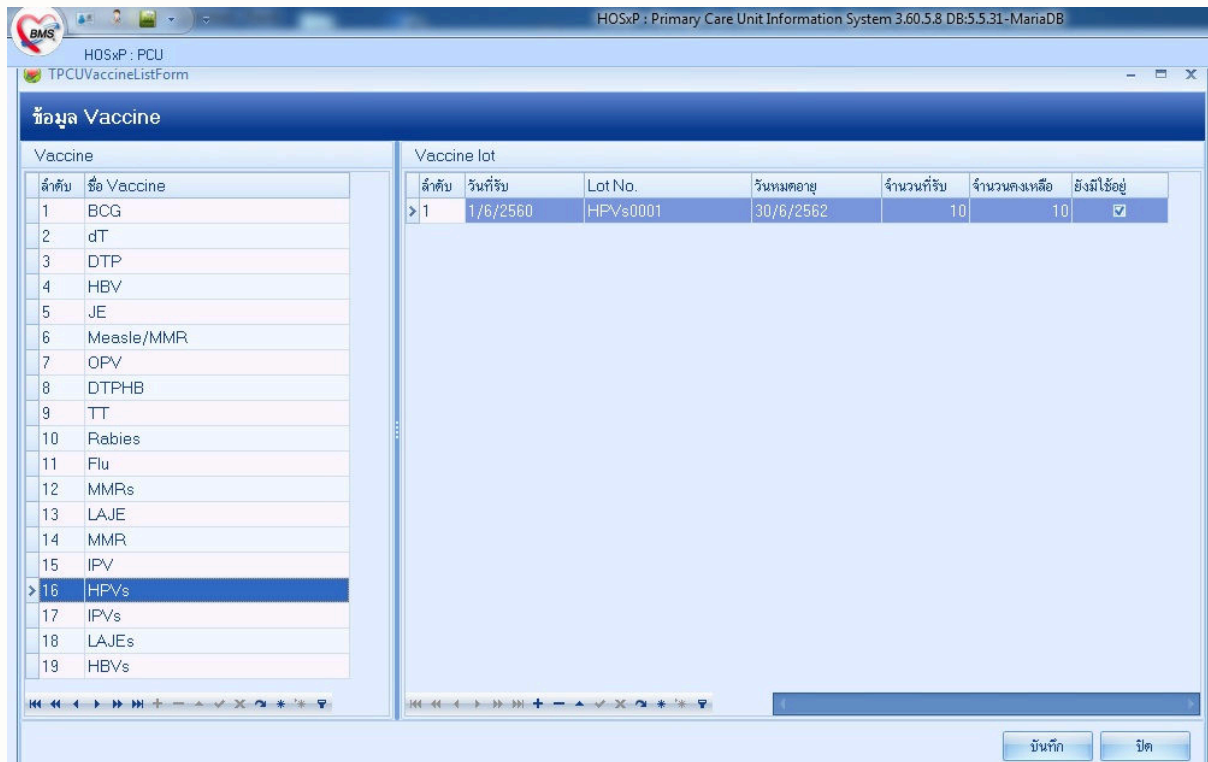 HOSxP : Primary Care Unit Information System 3.60.5.8 DB:5.5.31-MariaDB
BMS
HOSxP : PCU
TPCUVaccineListForm
ข้อมูล Vaccine
Vaccine
Vaccine lot
ลำดับ ชื่อ Vaccine
ลำดับ วันที่รับ Lot No. วันหมดอายุ จำนวนที่รับ จำนวนคงเหลือ ยังมีใช้อยู่
1 BCG
1 1/6/2560 HPVs0001 30/6/2562 10 10
2 dT
3 DTP
4 HBV
5 JE
6 Measle/MMR
7 OPV
8 DTPHB
9 TT
10 Rabies
11 Flu
12 MMRs
13 LAJE
14 MMR
15 IPV
16 HPVs
17 IPVs
18 LAJEs
19 HBVs
บันทึก ปิด